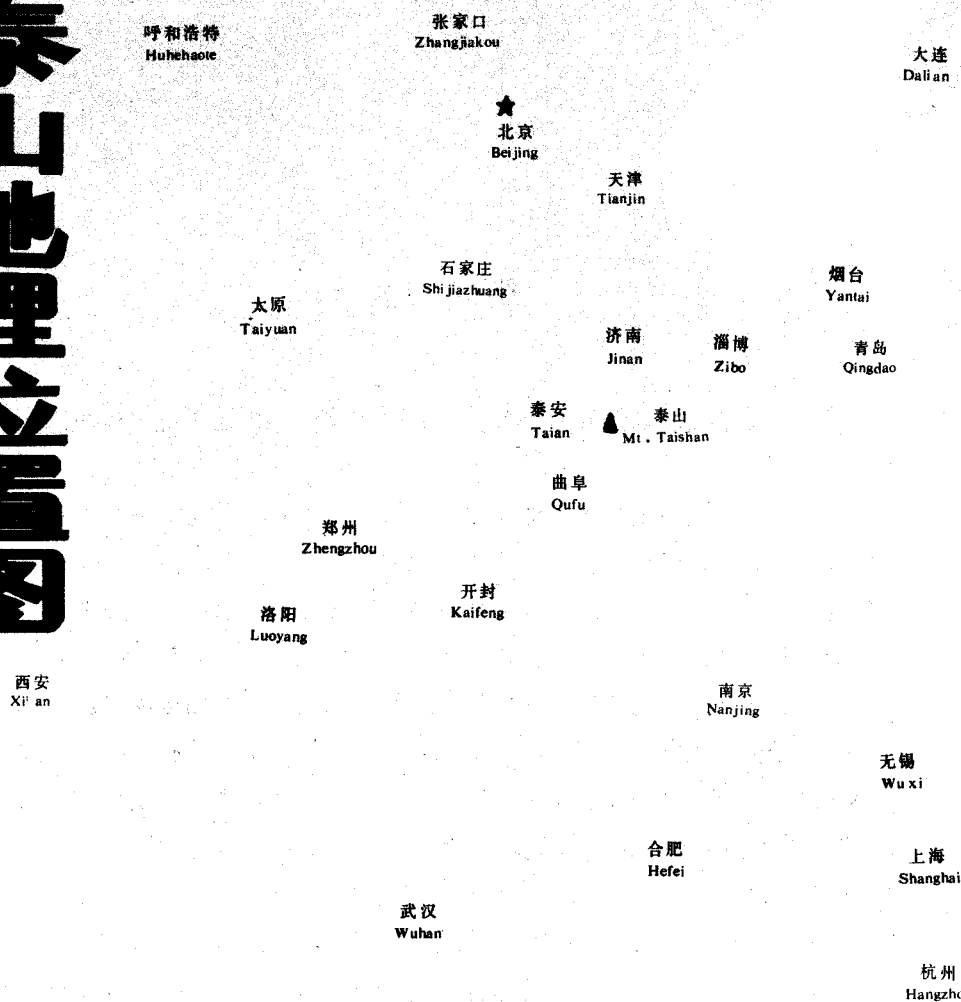 泰山地理位置图
呼和浩特
Huhehaote
张家口
Zhangjiakou
大连
Dalian
北京
Beijing
天津
Tianjin
石家庄
Shijiazhuang
烟台
Yantai
太原
Taiyuan
济南
Jinan
淄博
Zibo
青岛
Qingdao
泰安
Taian
泰山
Mt. Taishan
曲阜
Qufu
郑州
Zhengzhou
开封
Kaifeng
洛阳
Luoyang
西安
Xi'an
南京
Nanjing
无锡
Wuxi
合肥
Hefei
上海
Shanghai
武汉
Wuhan
杭州
Hangzho